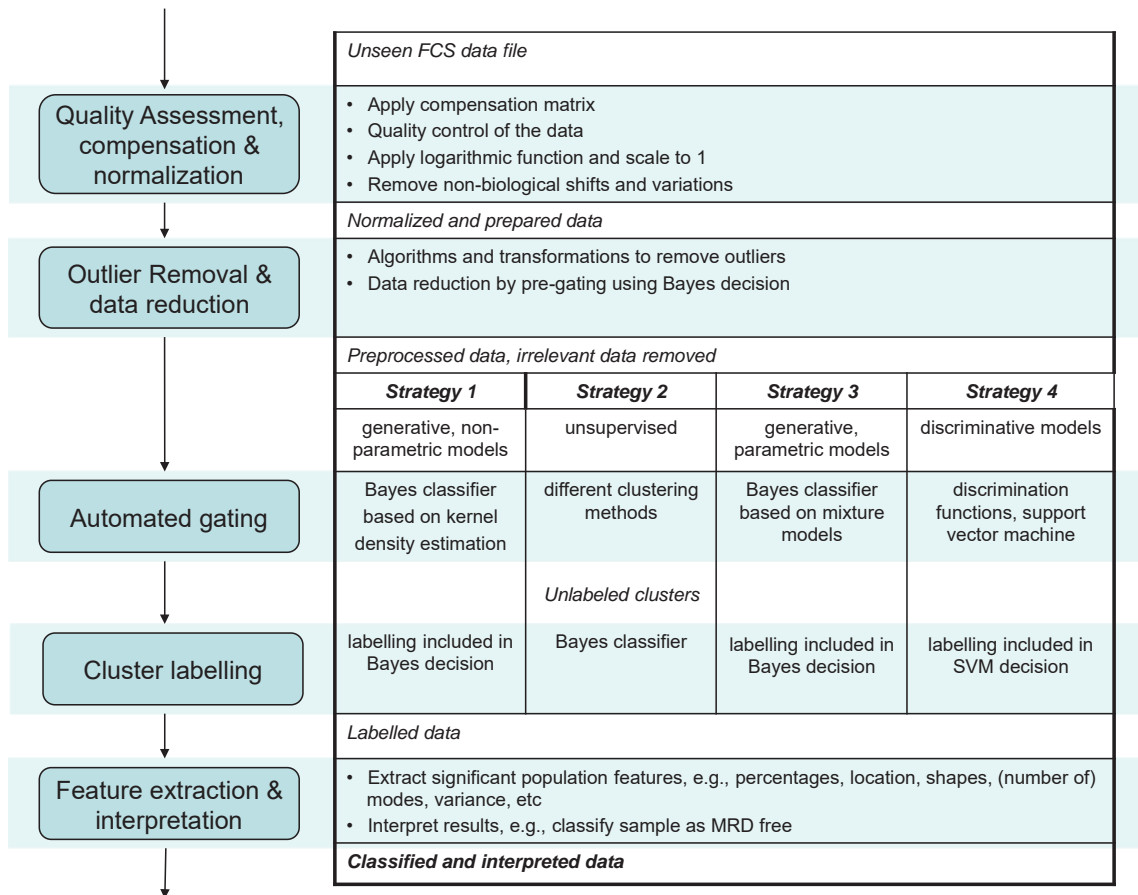 Unseen FCS data file
Quality Assessment,
compensation &
normalization
• Apply compensation matrix
• Quality control of the data
• Apply logarithmic function and scale to 1
• Remove non-biological shifts and variations
Normalized and prepared data
Outlier Removal &
data reduction
• Algorithms and transformations to remove outliers
• Data reduction by pre-gating using Bayes decision
Preprocessed data, irrelevant data removed
Strategy 1
Strategy 2
Strategy 3
Strategy 4
generative, non-
parametric models
unsupervised
generative,
parametric models
discriminative models
Automated gating
Bayes classifier
based on kernel
density estimation
different clustering
methods
Bayes classifier
based on mixture
models
discrimination
functions, support
vector machine
Unlabeled clusters
Cluster labelling
labelling included in
Bayes decision
Bayes classifier
labelling included in
Bayes decision
labelling included in
SVM decision
Labelled data
Feature extraction &
interpretation
• Extract significant population features, e.g., percentages, location, shapes, (number of)
modes, variance, etc
• Interpret results, e.g., classify sample as MRD free
Classified and interpreted data